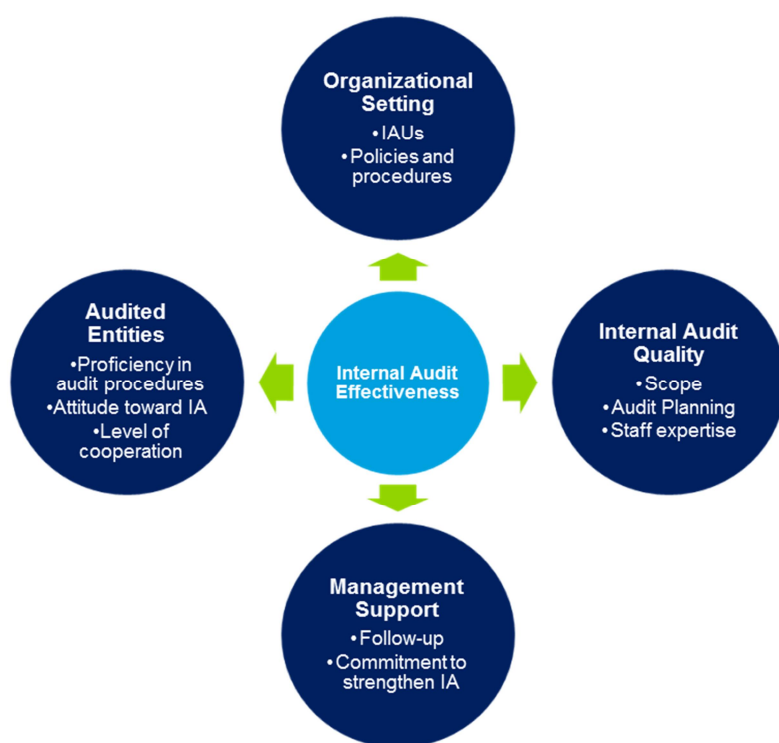 Organizational
Setting
•IAUs
•Policies and
procedures
Audited
Entities
•Proficiency in
audit procedures
•Attitude toward IA
•Level of
cooperation
Internal Audit
Effectiveness
Internal Audit
Quality
•Scope
•Audit Planning
•Staff expertise
Management
Support
•Follow-up
•Commitment to
strengthen IA